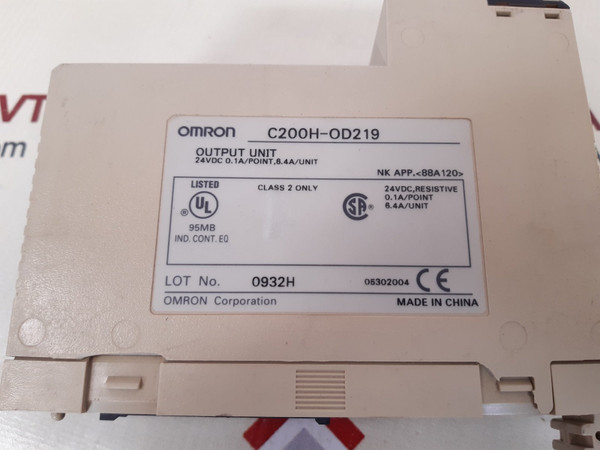 OMRON C200H-OD219
OUTPUT UNIT
24VDC 0.1A/POINT,6.4A/UNIT
NK APP.<88A120>
LISTED
UL
®
95MB
IND. CONT. EQ
CLASS 2 ONLY
SA
®
24VDC,RESISTIVE
0.1A/POINT
6.4A/UNIT
LOT No. 0932H
05302004 CE
OMRON Corporation
MADE IN CHINA